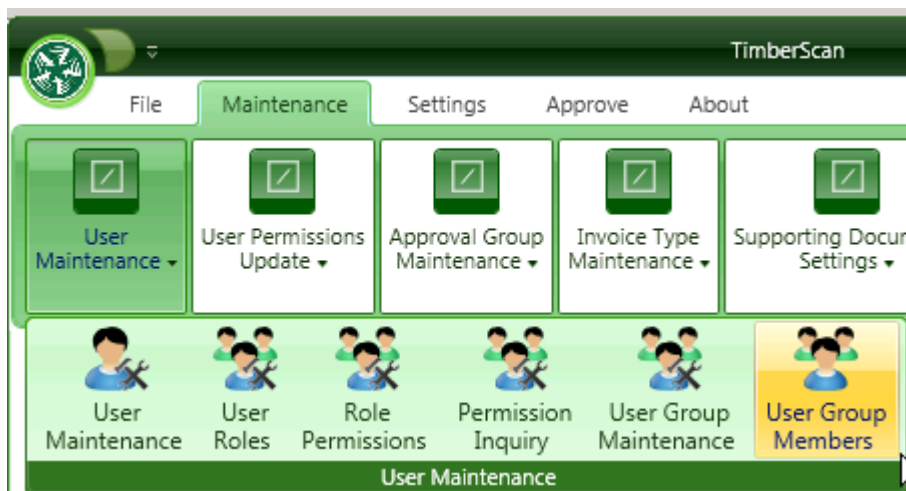 TimberScan
File Maintenance Settings Approve About
User Maintenance
User Permissions Update
Approval Group Maintenance
Invoice Type Maintenance
Supporting Settings
User Maintenance
User Roles
Role Permissions
Permission Inquiry
User Group Maintenance
User Group Members
User Maintenance